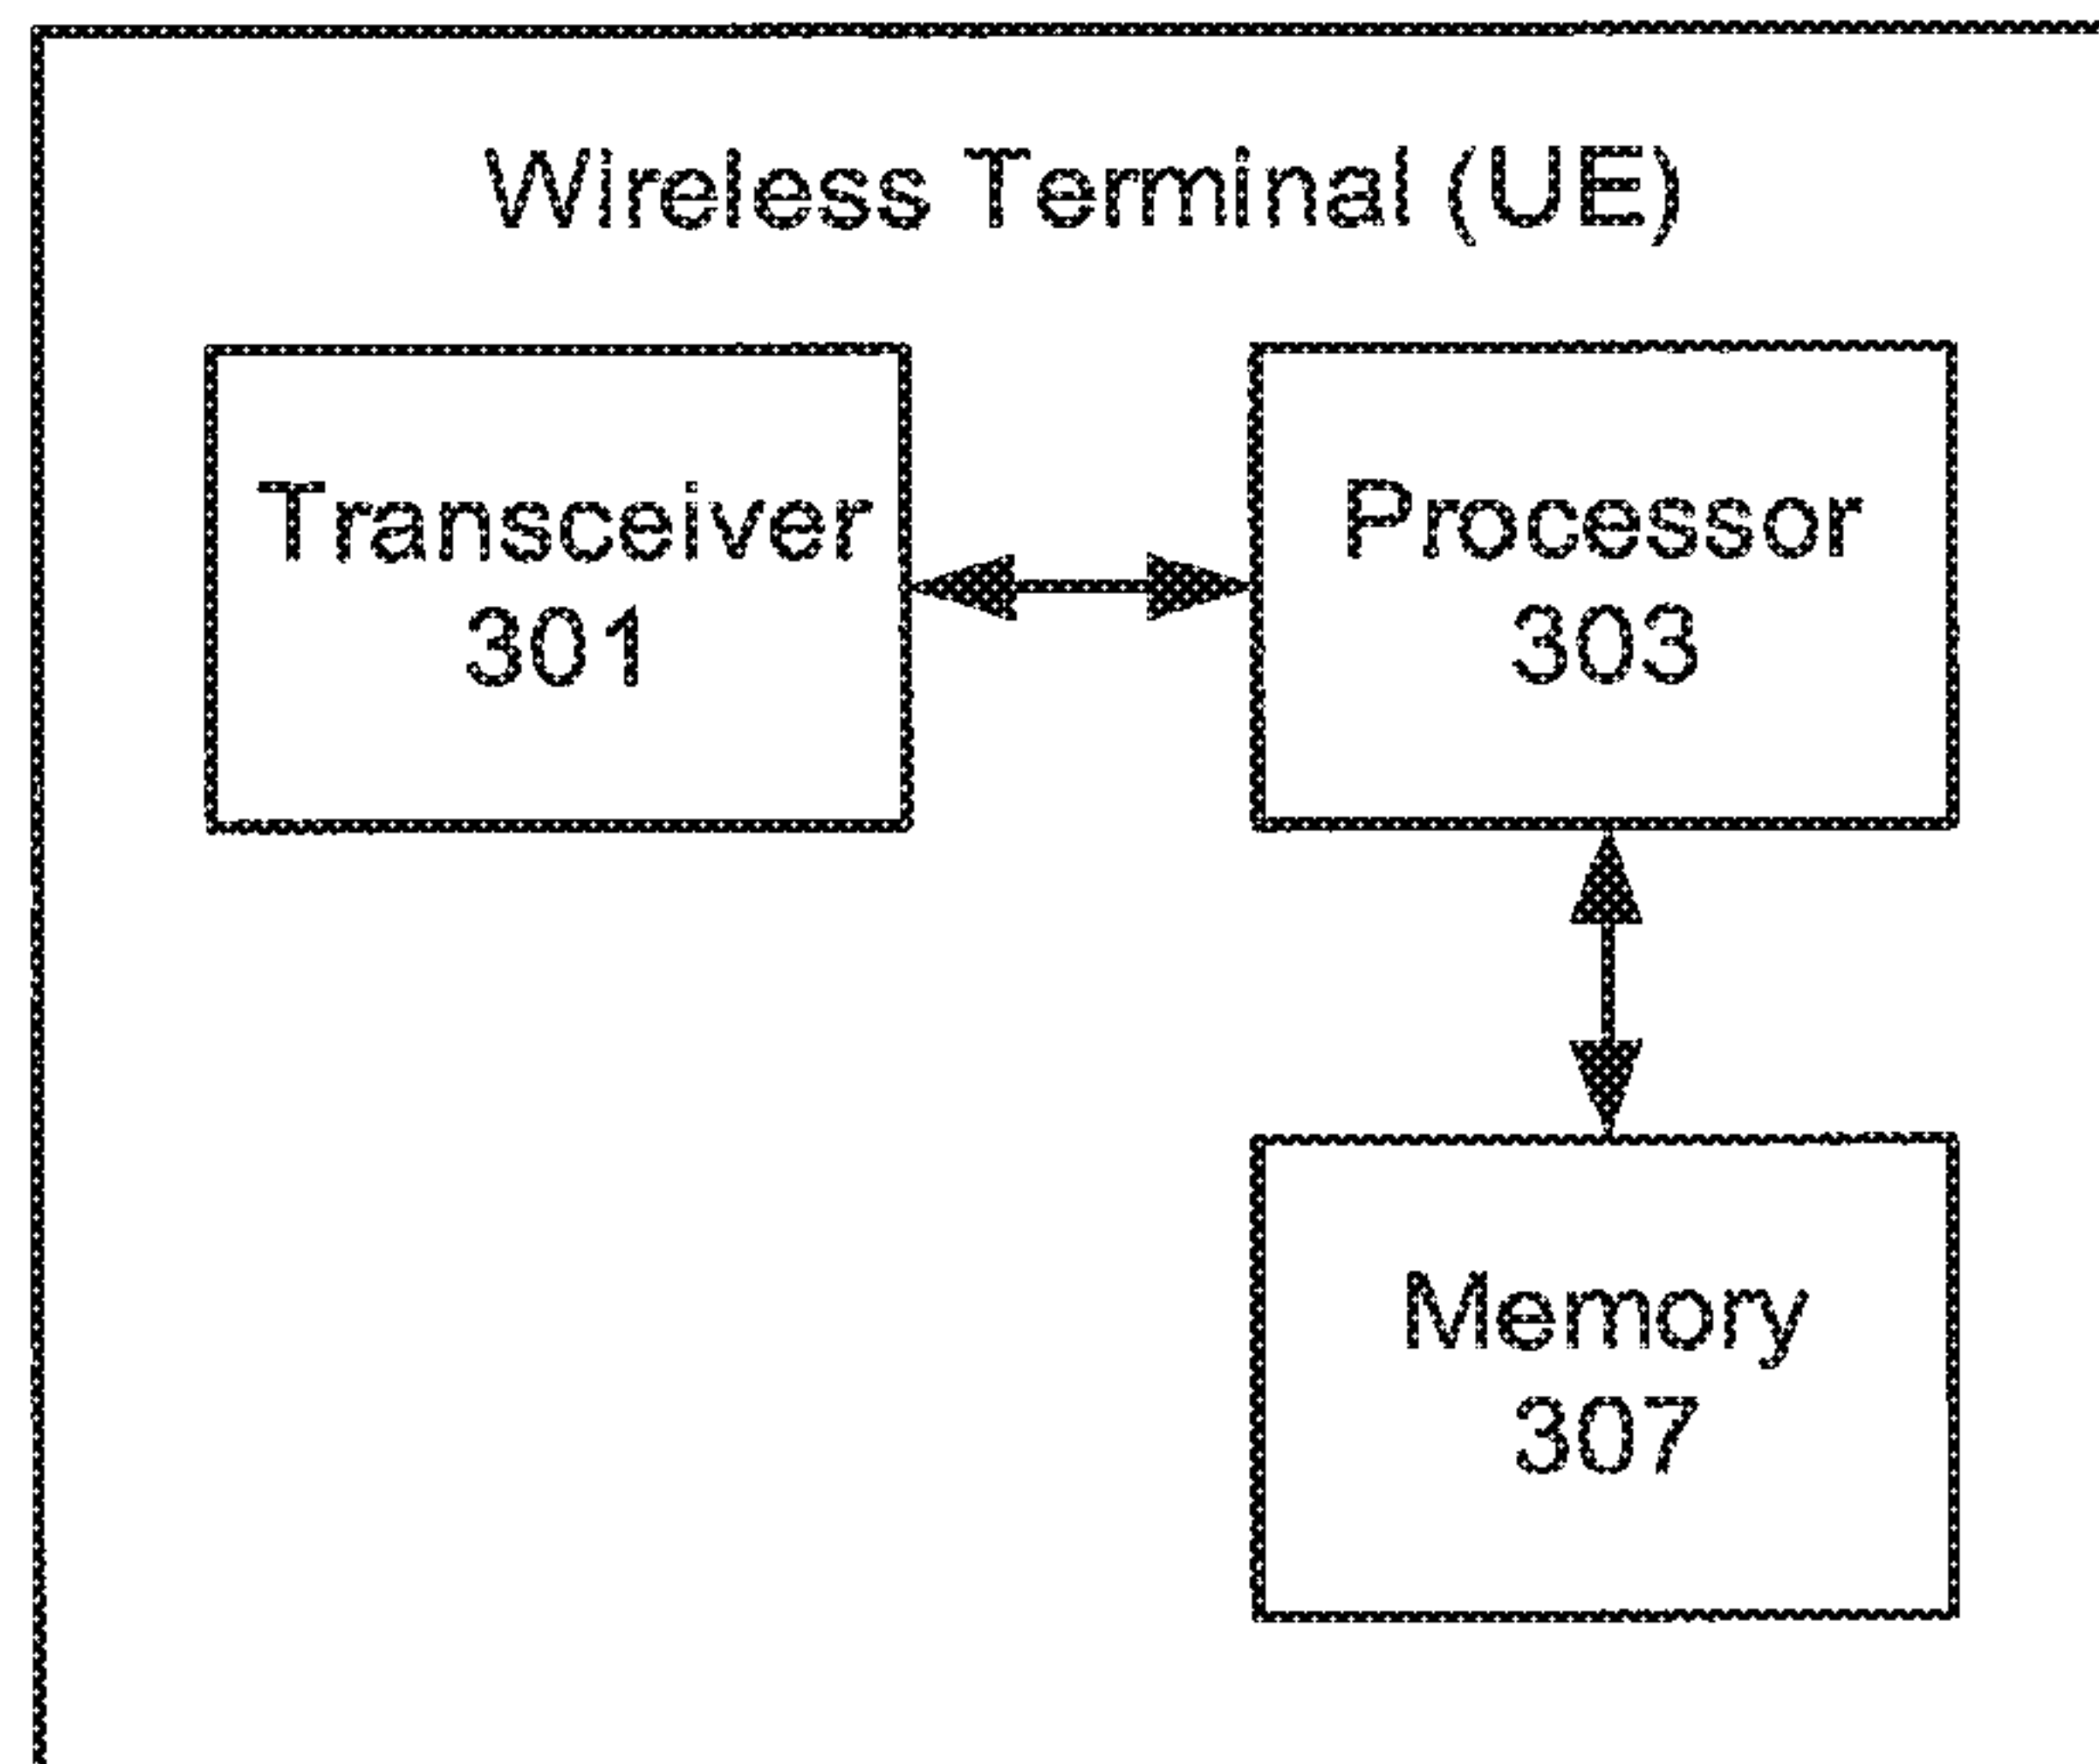 Wireless Terminal (UE)
Transceiver
301
Processor
303
Memory
307